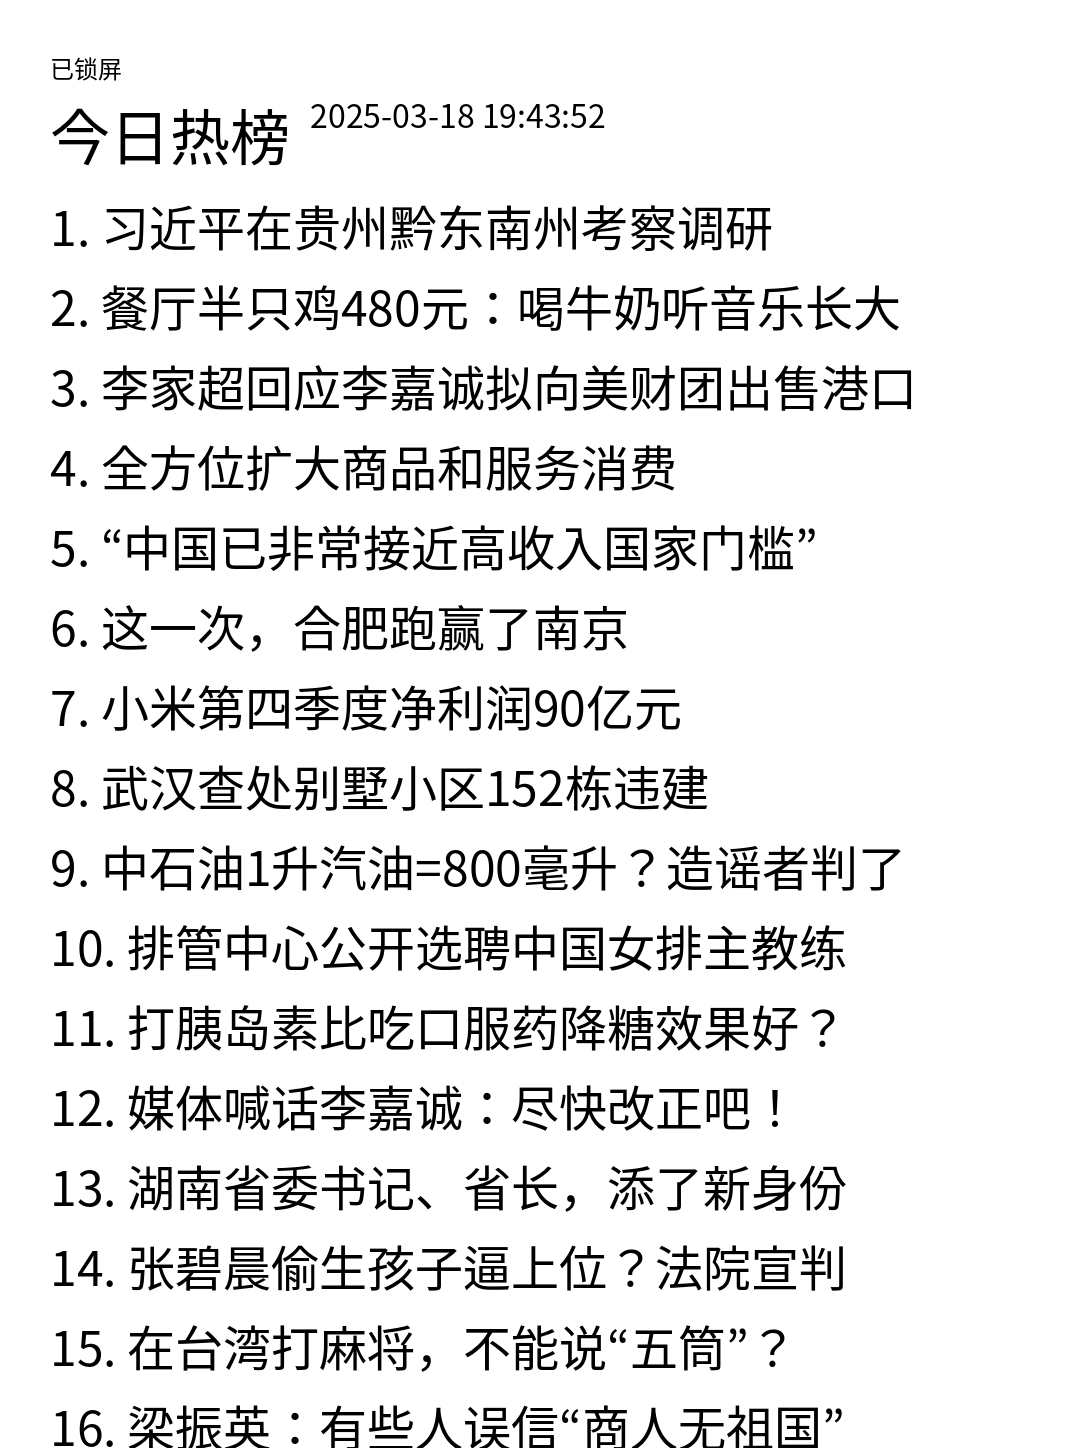 已锁屏
今日热榜 2025-03-18 19:43:52
1. 习近平在贵州黔东南州考察调研
2. 餐厅半只鸡480元：喝牛奶听音乐长大
3. 李家超回应李嘉诚拟向美财团出售港口
4. 全方位扩大商品和服务消费
5. “中国已非常接近高收入国家门槛”
6. 这一次，合肥跑赢了南京
7. 小米第四季度净利润90亿元
8. 武汉查处别墅小区152栋违建
9. 中石油1升汽油=800毫升？造谣者判了
10. 排管中心公开选聘中国女排主教练
11. 打胰岛素比吃口服药降糖效果好？
12. 媒体喊话李嘉诚：尽快改正吧！
13. 湖南省委书记、省长，添了新身份
14. 张碧晨偷生孩子逼上位？法院宣判
15. 在台湾打麻将，不能说“五筒”？
16. 梁振英：有些人误信“商人无祖国”